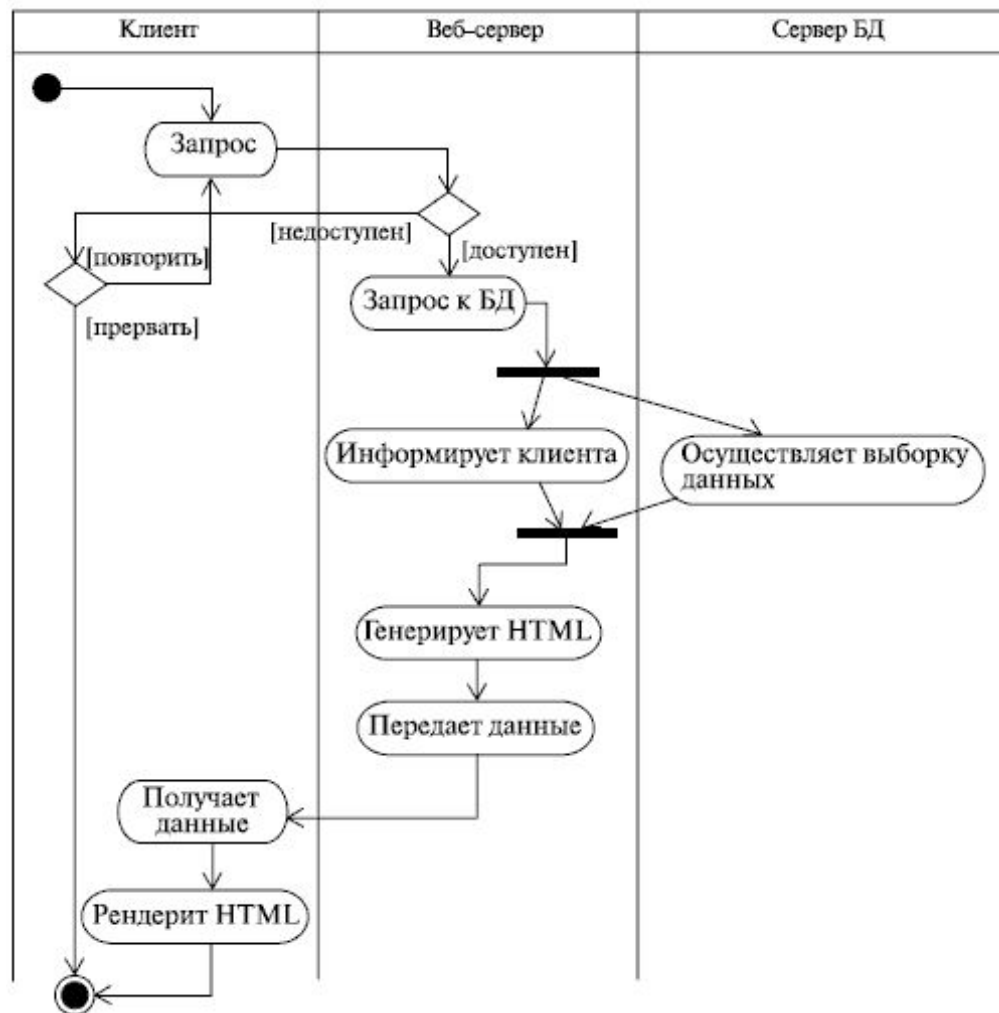 Клиент
Веб-сервер
Сервер БД
Запрос
[недоступен]
[доступен]
[повторить]
[прервать]
Запрос к БД
Информирует клиента
Осуществляет выборку
данных
Генерирует HTML
Передает данные
Получает
данные
Рендерит HTML